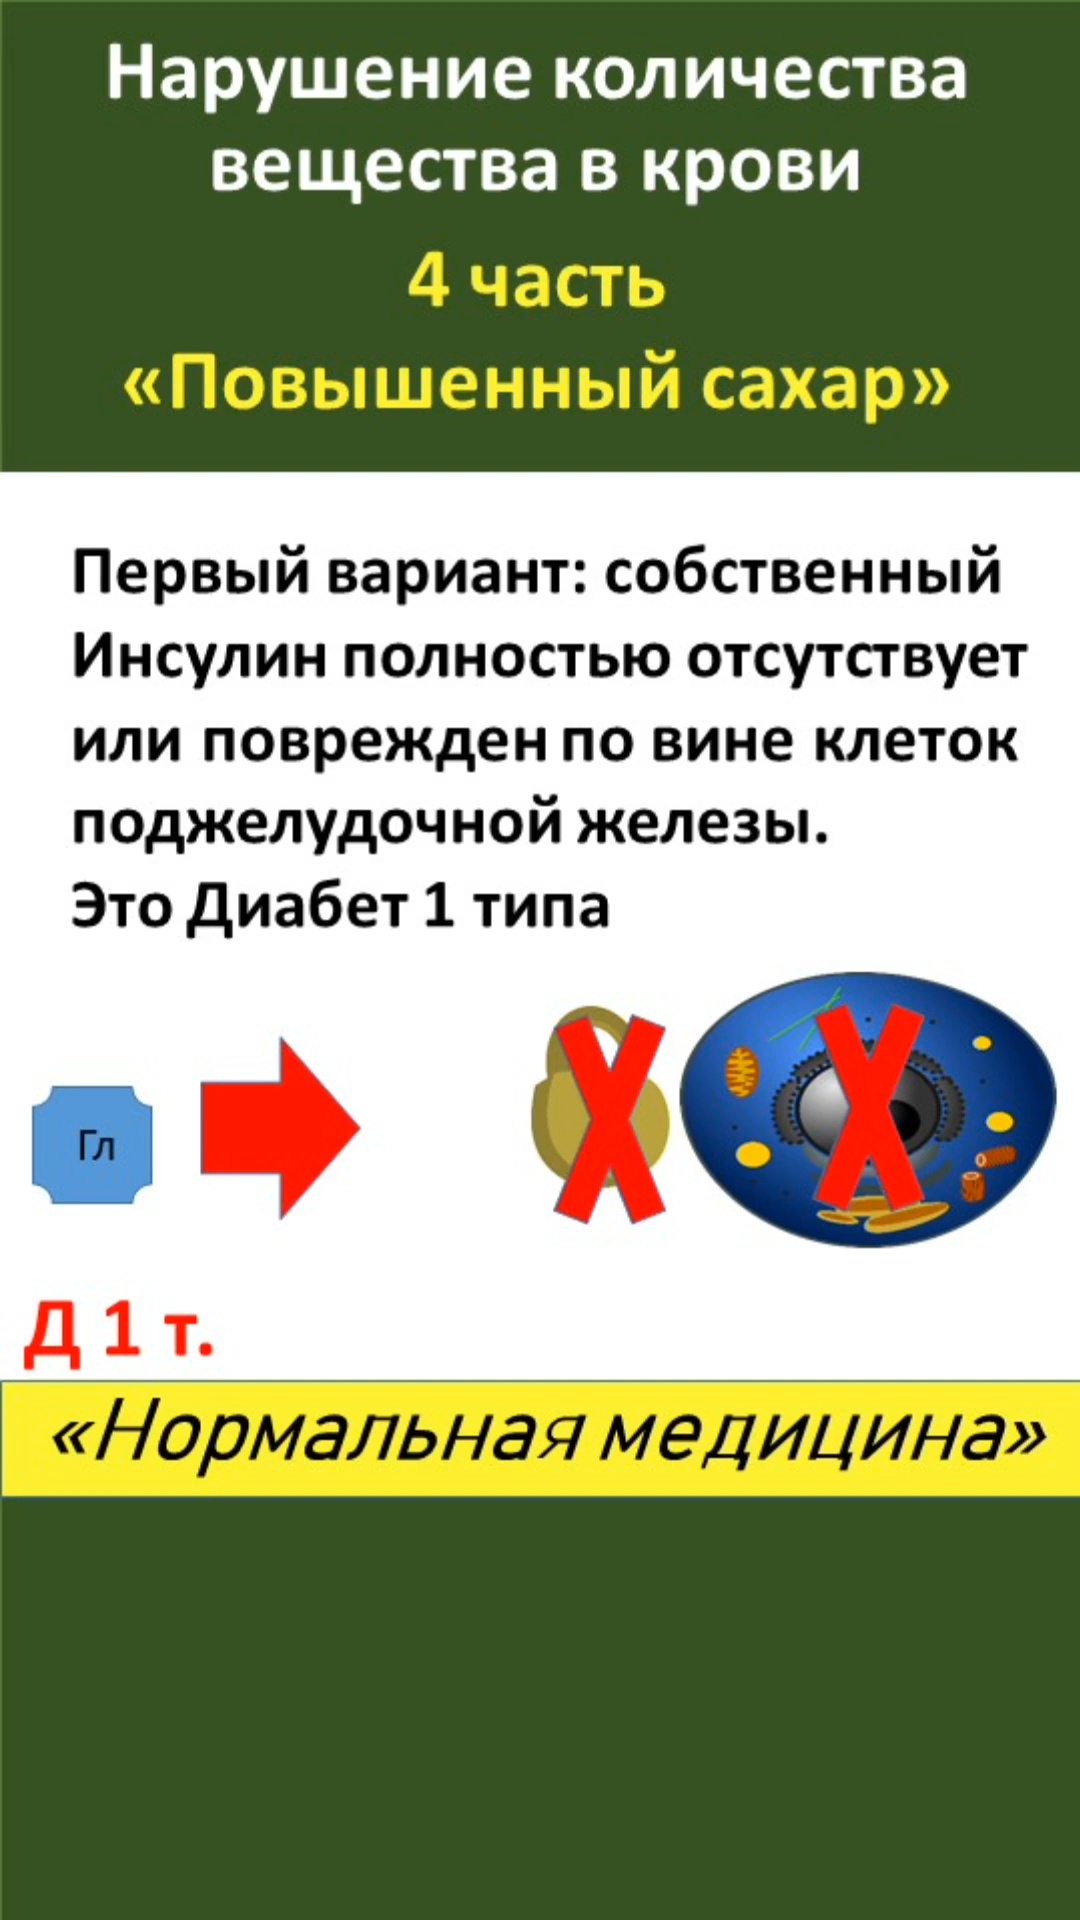 Нарушение количества
вещества в крови
4 часть
«Повышенный сахар»
Первый вариант: собственный
Инсулин полностью отсутствует
или поврежден по вине клеток
поджелудочной железы.
Это Диабет 1 типа
Гл
Д 1 т.
«Нормальная медицина»